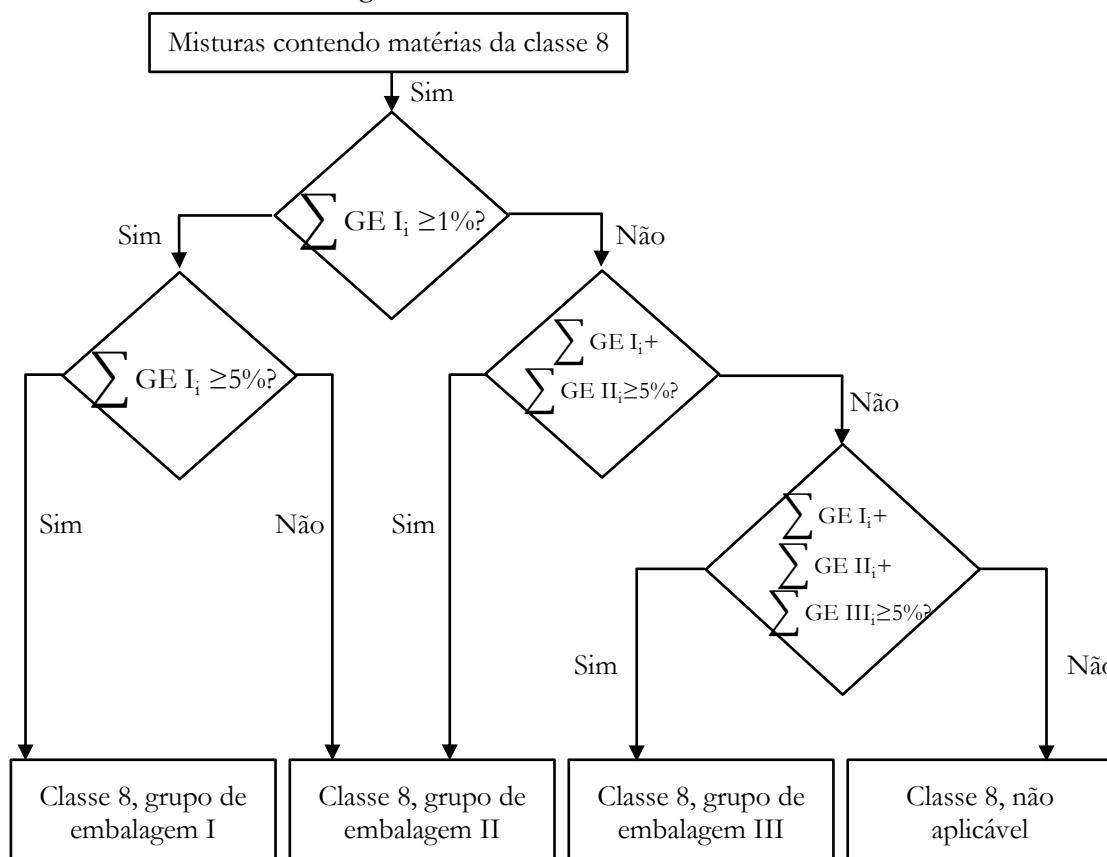 Misturas contendo matérias da classe 8
Sim
∑ GE Iᵢ ≥1%?
Sim
Não
∑ GE Iᵢ ≥5%?
∑ GE Iᵢ+
∑ GE IIᵢ≥5%?
Não
Sim
Não
Sim
∑ GE Iᵢ+
∑ GE IIᵢ+
∑ GE IIIᵢ≥5%?
Sim
Não
Classe 8, grupo de
embalagem I
Classe 8, grupo de
embalagem II
Classe 8, grupo de
embalagem III
Classe 8, não
aplicável